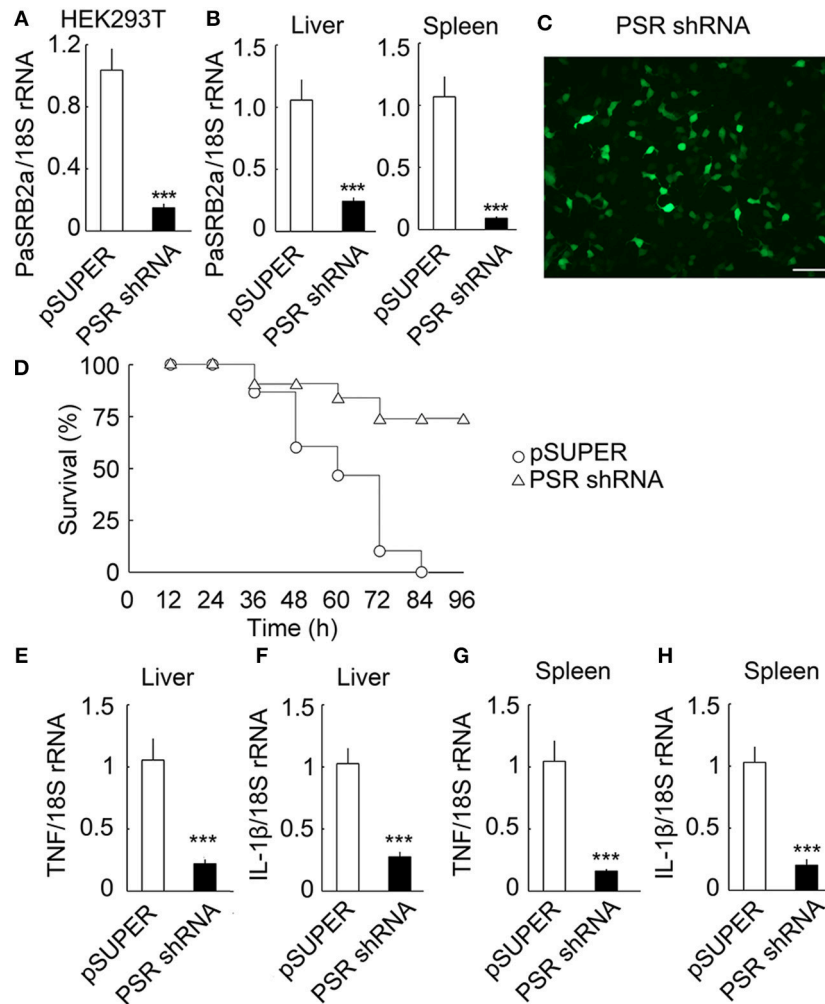 A
HEK293T
PaSRB2a/18S rRNA
1.2
0.8
0.4
0
***
pSUPER
PSR shRNA
B
Liver
PaSRB2a/18S rRNA
1.5
1.0
0.5
0
***
pSUPER
PSR shRNA
Spleen
1.5
1.0
0.5
0
***
pSUPER
PSR shRNA
C
PSR shRNA
D
Survival (%)
100
75
50
25
0
12
24
36
48
60
72
84
96
Time (h)
pSUPER
PSR shRNA
E
Liver
TNF/18S rRNA
1.5
1
0.5
0
***
pSUPER
PSR shRNA
F
Liver
IL-1β/18S rRNA
1.5
1
0.5
0
***
pSUPER
PSR shRNA
G
Spleen
TNF/18S rRNA
1.5
1
0.5
0
***
pSUPER
PSR shRNA
H
Spleen
IL-1β/18S rRNA
1.5
1
0.5
0
***
pSUPER
PSR shRNA